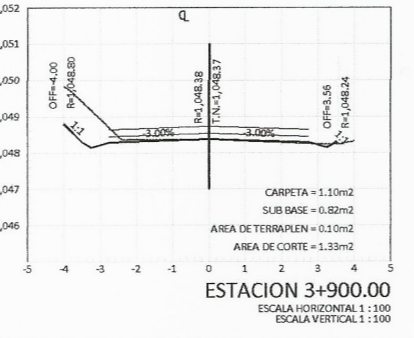 ,052
,051
,050
,049
,048
,047
,046
OFF=-4.00
R=1,048.80
1:1
-3.00%
R=1,048.38
T.N.=1,048.37
-3.00%
OFF=3.56
R=1,048.24
1:1
CARPETA = 1.10m2
SUB BASE = 0.82m2
AREA DE TERRAPLEN = 0.10m2
AREA DE CORTE = 1.33m2
-5 -4 -3 -2 -1 0 1 2 3 4 5
ESTACION 3+900.00
ESCALA HORIZONTAL 1 : 100
ESCALA VERTICAL 1 : 100